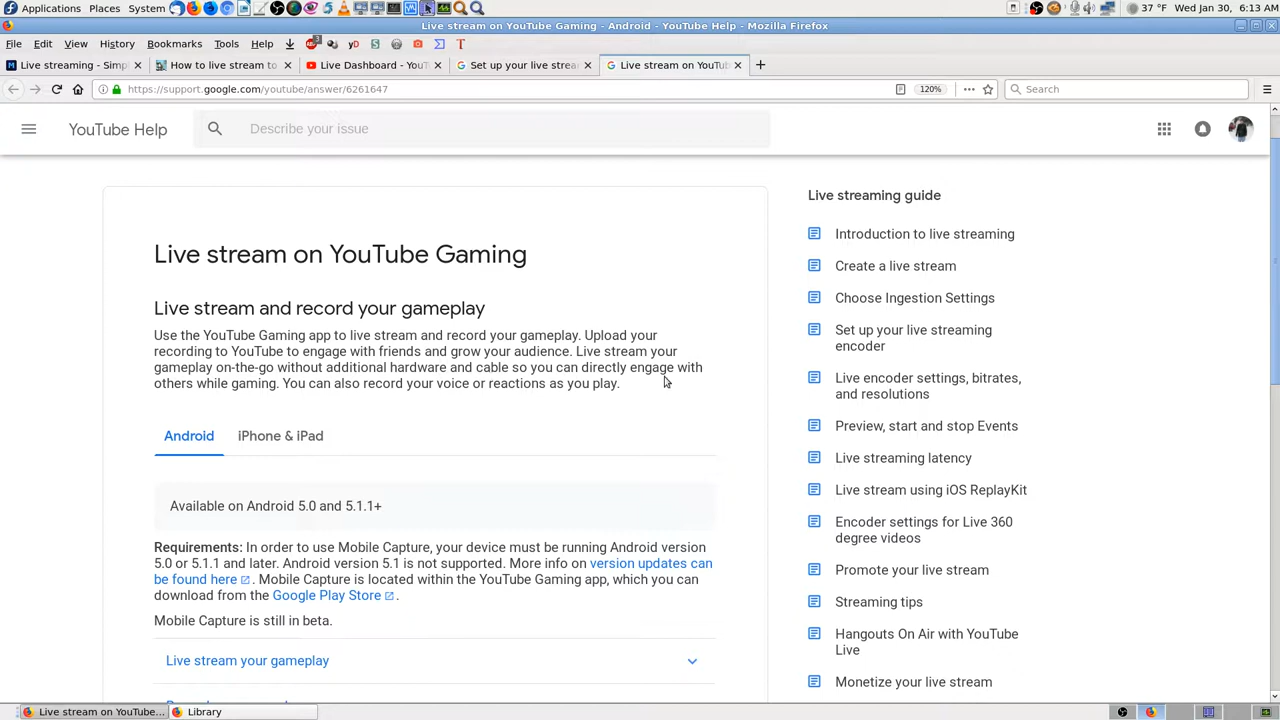 Applications Places System 37 °F Wed Jan 30, 6:13 AM
Live stream on YouTube Gaming - Android - YouTube Help - Mozilla Firefox
File Edit View History Bookmarks Tools Help
Live streaming - Simpl
How to live stream to
Live Dashboard - YouT
Set up your live stream
Live stream on YouTub
https://support.google.com/youtube/answer/6261647 120% Search
YouTube Help Describe your issue
Live stream on YouTube Gaming
Live stream and record your gameplay
Use the YouTube Gaming app to live stream and record your gameplay. Upload your
recording to YouTube to engage with friends and grow your audience. Live stream your
gameplay on-the-go without additional hardware and cable so you can directly engage with
others while gaming. You can also record your voice or reactions as you play.
Android iPhone & iPad
Available on Android 5.0 and 5.1.1+
Requirements: In order to use Mobile Capture, your device must be running Android version
5.0 or 5.1.1 and later. Android version 5.1 is not supported. More info on version updates can
be found here. Mobile Capture is located within the YouTube Gaming app, which you can
download from the Google Play Store.
Mobile Capture is still in beta.
Live stream your gameplay
Live streaming guide
Introduction to live streaming
Create a live stream
Choose Ingestion Settings
Set up your live streaming
encoder
Live encoder settings, bitrates,
and resolutions
Preview, start and stop Events
Live streaming latency
Live stream using iOS ReplayKit
Encoder settings for Live 360
degree videos
Promote your live stream
Streaming tips
Hangouts On Air with YouTube
Live
Monetize your live stream
Live stream on YouTube... Library